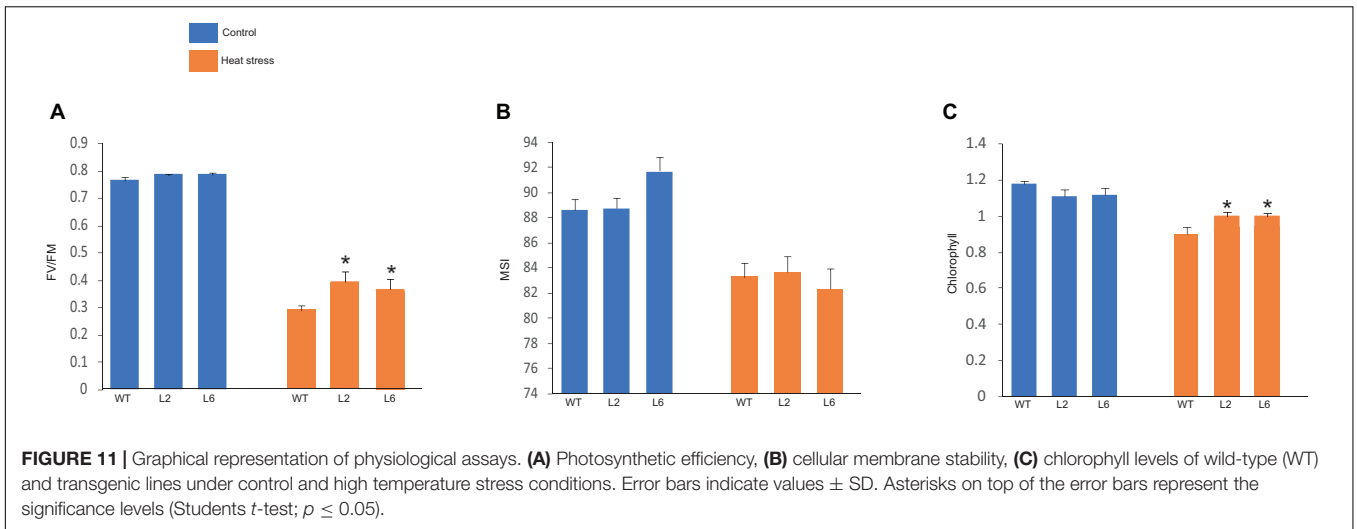 Control
Heat stress
A
FV/FM
0.9
0.8
0.7
0.6
0.5
0.4
0.3
0.2
0.1
0
* *
WT L2 L6 WT L2 L6
B
MSI
94
92
90
88
86
84
82
80
78
76
74
WT L2 L6 WT L2 L6
C
Chlorophyll
1.4
1.2
1
0.8
0.6
0.4
0.2
0
* *
WT L2 L6 WT L2 L6
FIGURE 11 | Graphical representation of physiological assays. (A) Photosynthetic efficiency, (B) cellular membrane stability, (C) chlorophyll levels of wild-type (WT)
and transgenic lines under control and high temperature stress conditions. Error bars indicate values ± SD. Asterisks on top of the error bars represent the
significance levels (Students t-test; p ≤ 0.05).